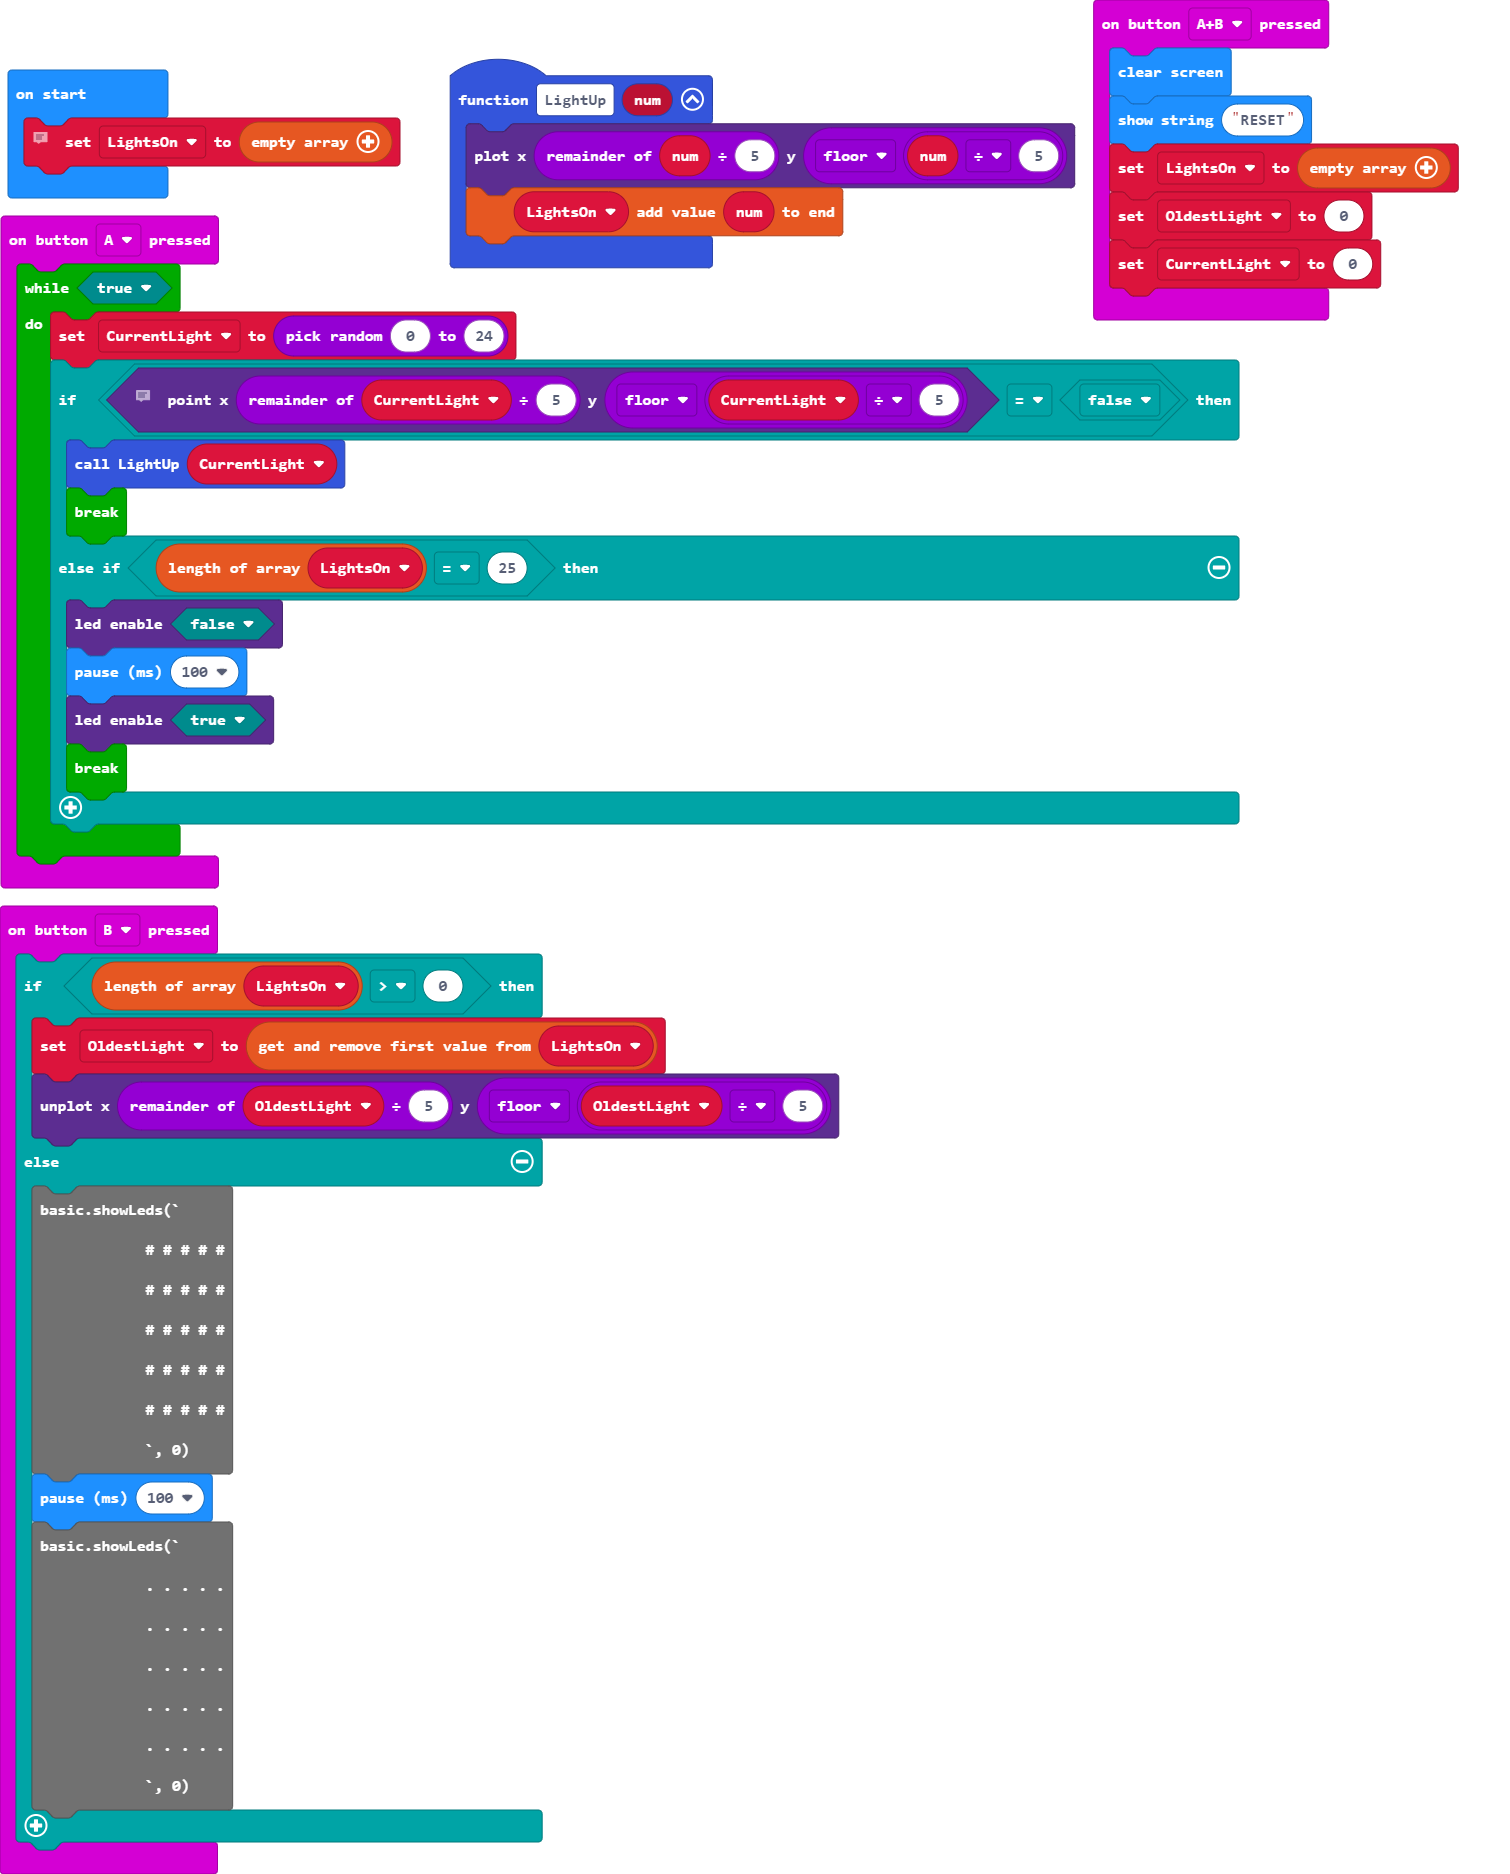 on start
set LightsOn to empty array
function LightUp num
plot x remainder of num ÷ 5 y floor num ÷ 5
LightsOn add value num to end
on button A+B pressed
clear screen
show string "RESET"
set LightsOn to empty array
set OldestLight to 0
set CurrentLight to 0
on button A pressed
while true
do
set CurrentLight to pick random 0 to 24
if point x remainder of CurrentLight ÷ 5 y floor CurrentLight ÷ 5 = false then
call LightUp CurrentLight
break
else if length of array LightsOn = 25 then
led enable false
pause (ms) 100
led enable true
break
on button B pressed
if length of array LightsOn > 0 then
set OldestLight to get and remove first value from LightsOn
unplot x remainder of OldestLight ÷ 5 y floor OldestLight ÷ 5
else
basic.showLeds(`
# # # # #
# # # # #
# # # # #
# # # # #
# # # # #
`, 0)
pause (ms) 100
basic.showLeds(`
. . . . .
. . . . .
. . . . .
. . . . .
. . . . .
`, 0)